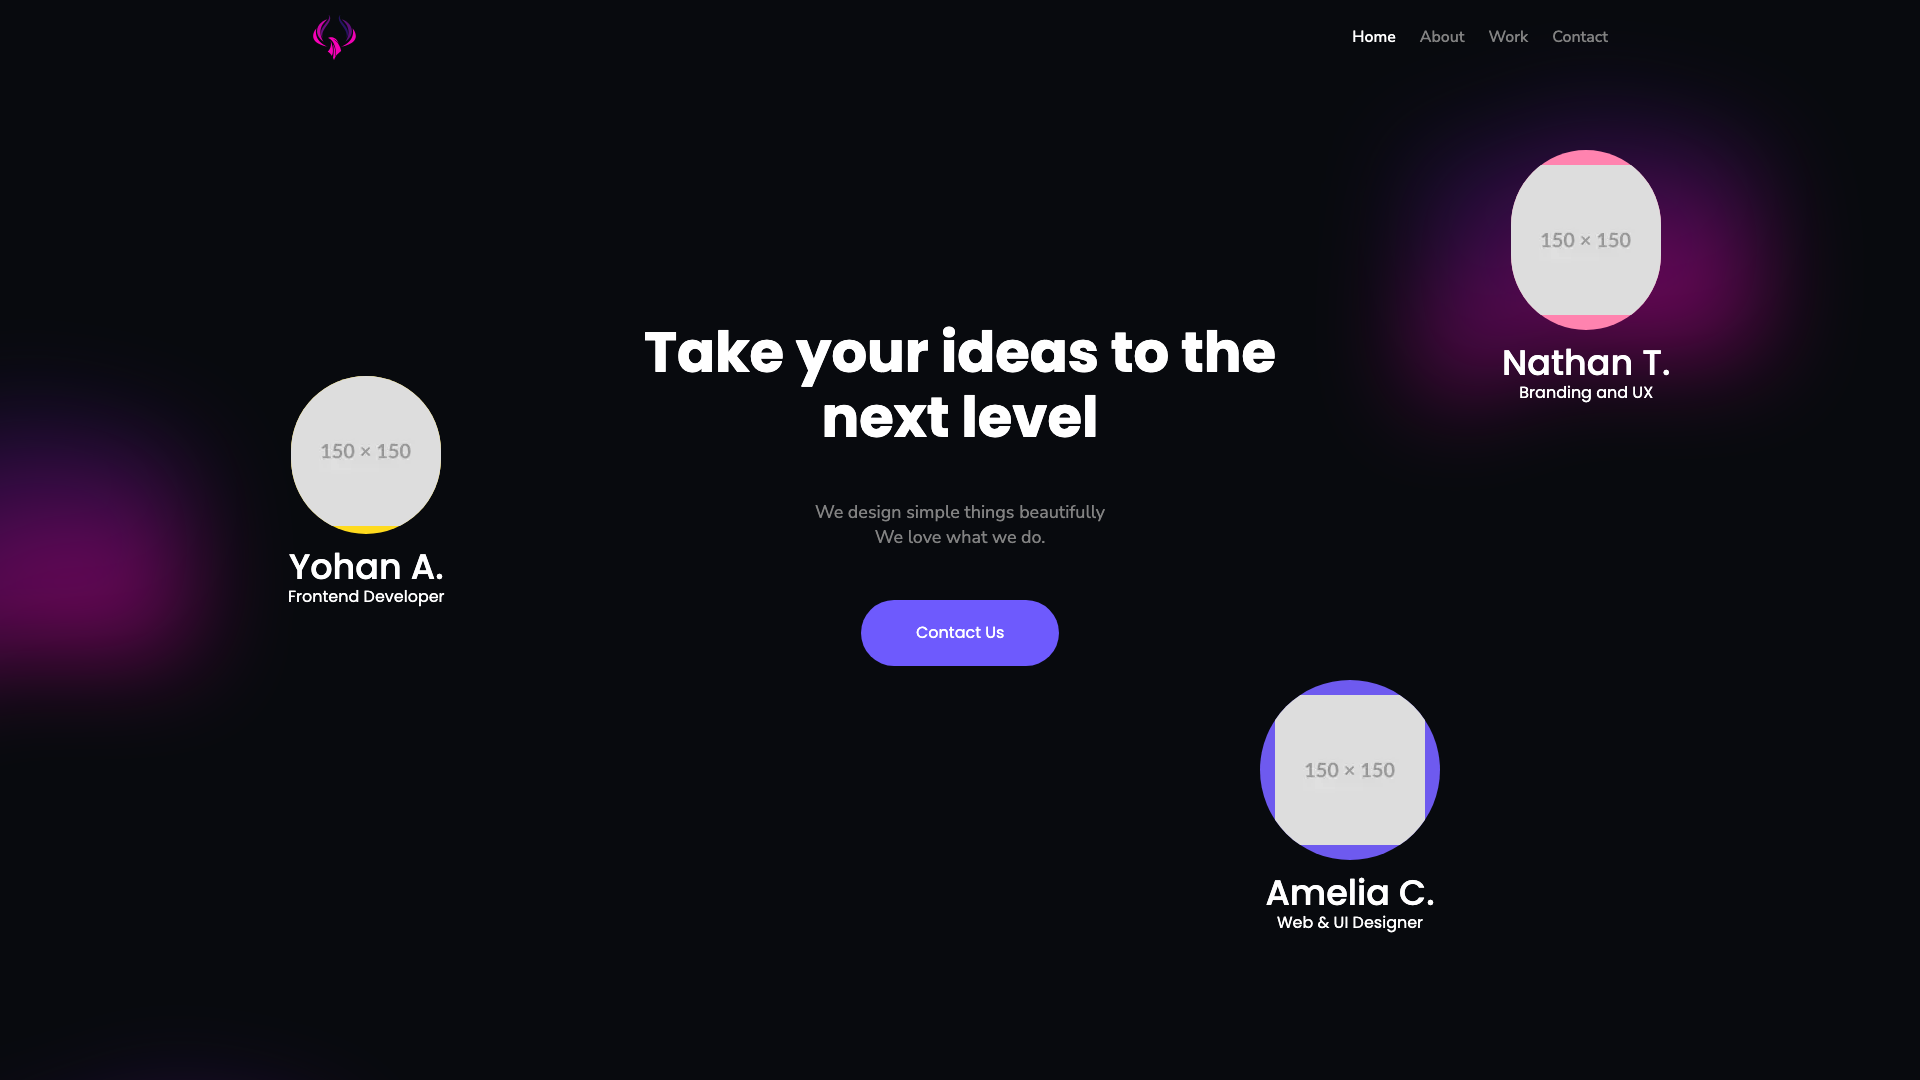 Home
About
Work
Contact
150 × 150
Nathan T.
Branding and UX
Take your ideas to the
next level
150 × 150
Yohan A.
Frontend Developer
We design simple things beautifully
We love what we do.
Contact Us
150 × 150
Amelia C.
Web & UI Designer